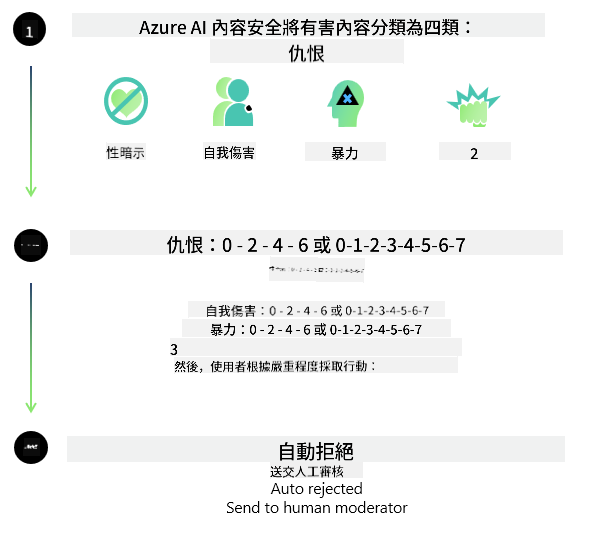 1
Azure AI 內容安全將有害內容分類為四類：
仇恨
性暗示
自我傷害
暴力
2
仇恨：0 - 2 - 4 - 6 或 0-1-2-3-4-5-6-7
自我傷害：0 - 2 - 4 - 6 或 0-1-2-3-4-5-6-7
暴力：0 - 2 - 4 - 6 或 0-1-2-3-4-5-6-7
3
然後，使用者根據嚴重程度採取行動：
自動拒絕
送交人工審核
Auto rejected
Send to human moderator